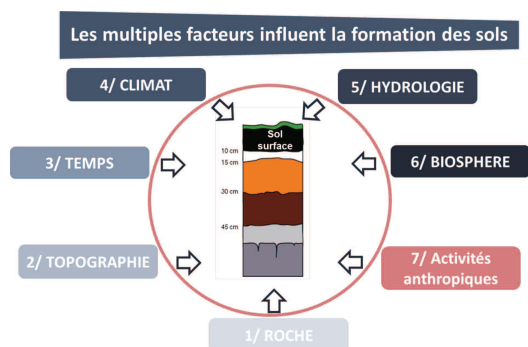 Les multiples facteurs influent la formation des sols
4/ CLIMAT
5/ HYDROLOGIE
Sol
surface
10 cm
15 cm
3/ TEMPS
6/ BIOSPHERE
30 cm
45 cm
2/ TOPOGRAPHIE
7/ Activités
anthropiques
1/ ROCHE